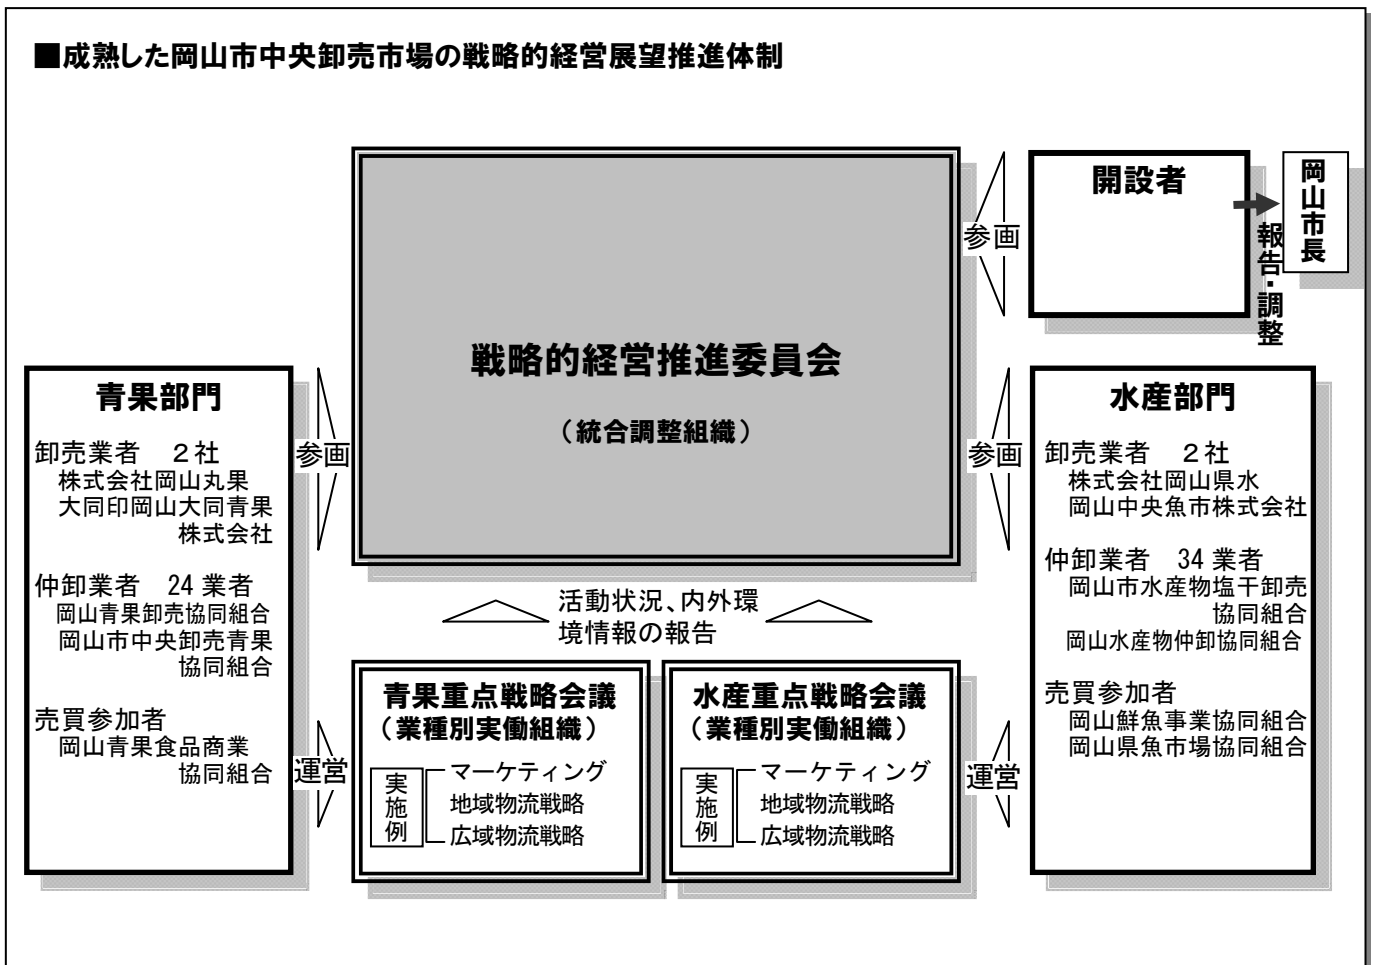 ■成熟した岡山市中央卸売市場の戦略的経営展望推進体制
戦略的経営推進委員会
（統合調整組織）
参画
開設者
報告・調整
岡山市長
青果部門
卸売業者　２社
株式会社岡山丸果
大同印岡山大同青果
株式会社
仲卸業者　24 業者
岡山青果卸売協同組合
岡山市中央卸売青果
協同組合
売買参加者
岡山青果食品商業
協同組合
参画
運営
参画
水産部門
卸売業者　２社
株式会社岡山県水
岡山中央魚市株式会社
仲卸業者　34 業者
岡山市水産物塩干卸売
協同組合
岡山水産物仲卸協同組合
売買参加者
岡山鮮魚事業協同組合
岡山県魚市場協同組合
運営
活動状況、内外環
境情報の報告
青果重点戦略会議
（業種別実働組織）
実施例
マーケティング
地域物流戦略
広域物流戦略
水産重点戦略会議
（業種別実働組織）
実施例
マーケティング
地域物流戦略
広域物流戦略